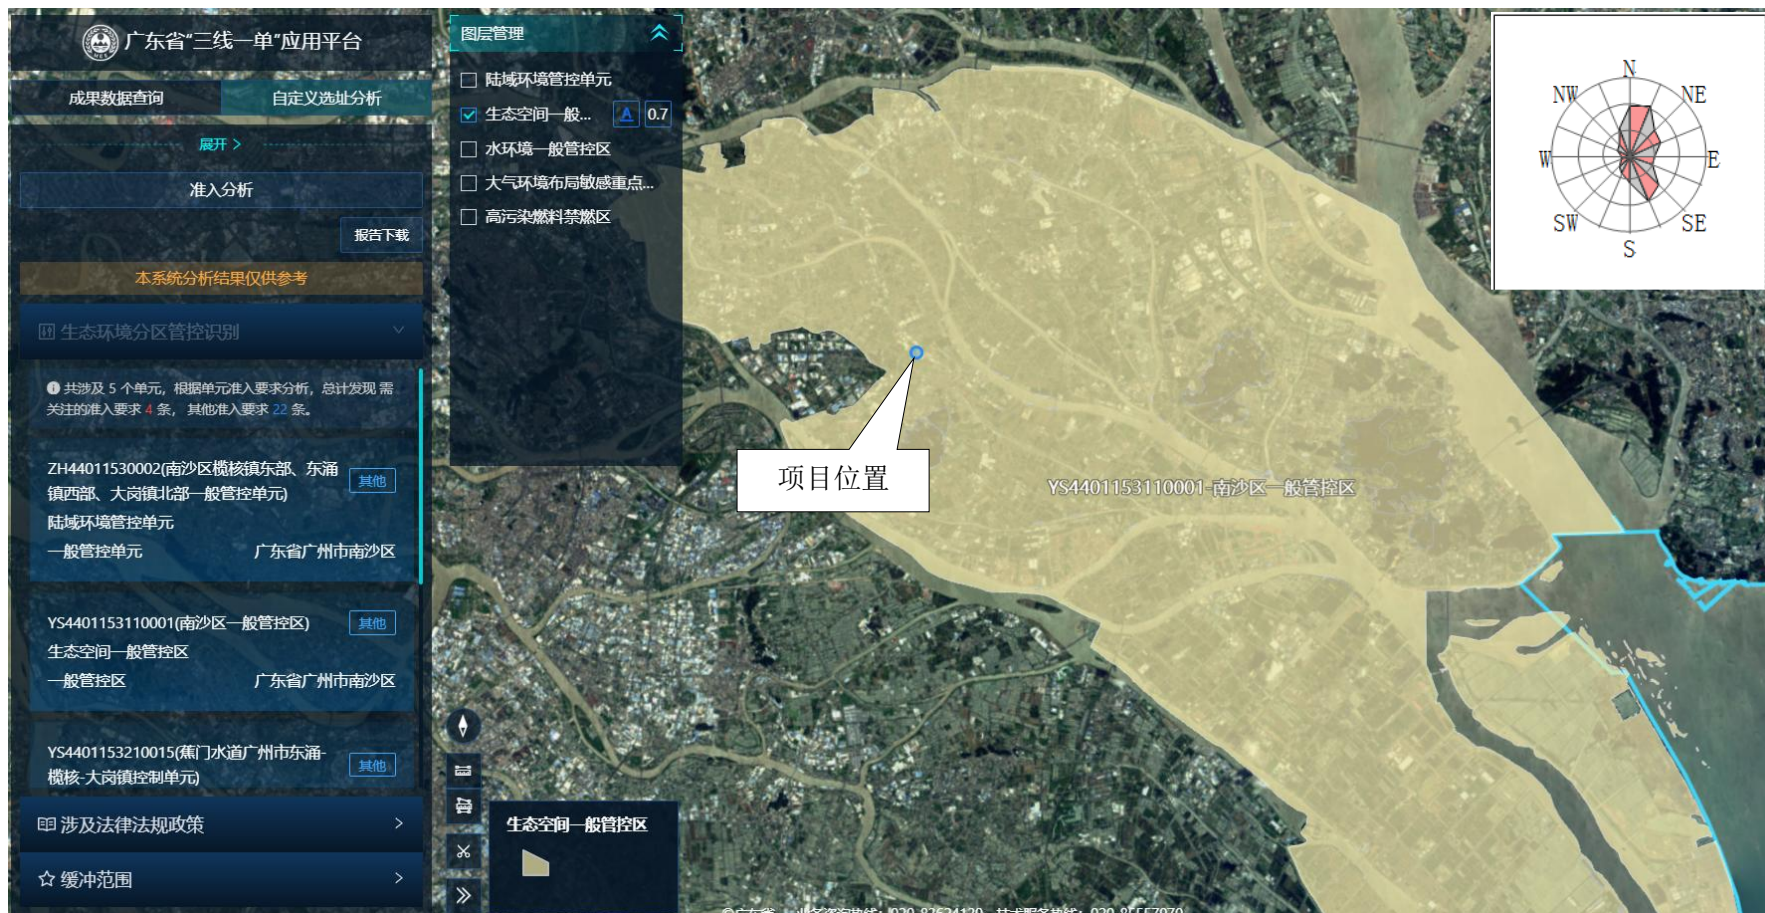 广东省“三线一单”应用平台
成果数据查询
自定义选址分析
展开 >
准入分析
报告下载
本系统分析结果仅供参考
生态环境分区管控识别
共涉及 5 个单元，根据单元准入要求分析，总计发现 需
关注的准入要求 4 条， 其他准入要求 22 条。
ZH44011530002(南沙区榄核镇东部、东涌
镇西部、大岗镇北部一般管控单元)
其他
陆域环境管控单元
一般管控单元
广东省广州市南沙区
YS4401153110001(南沙区一般管控区)
其他
生态空间一般管控区
一般管控区
广东省广州市南沙区
YS4401153210015(蕉门水道广州市东涌-
榄核-大岗镇控制单元)
其他
涉及法律法规政策
缓冲范围
图层管理
陆域环境管控单元
生态空间一般...
A
0.7
水环境一般管控区
大气环境布局敏感重点...
高污染燃料禁燃区
项目位置
YS4401153110001-南沙区一般管控区
生态空间一般管控区
N
NW
NE
W
E
SW
SE
S